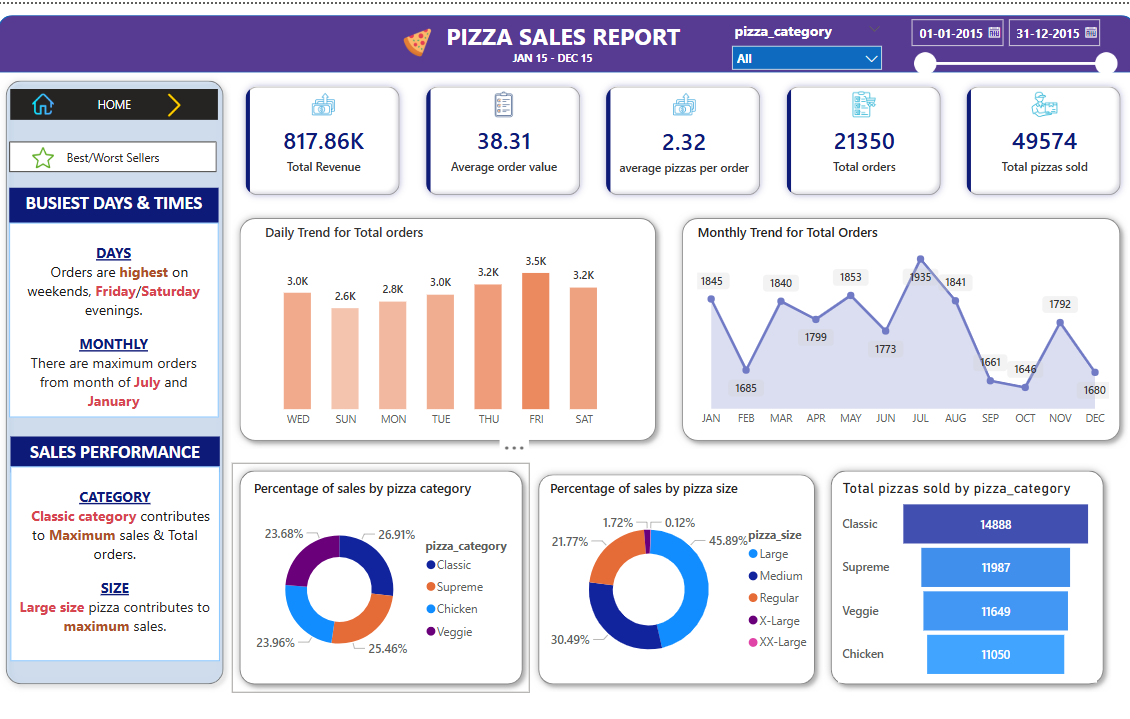 PIZZA SALES REPORT
JAN 15 - DEC 15
pizza_category
All
01-01-2015
31-12-2015
HOME
Best/Worst Sellers
BUSIEST DAYS & TIMES
DAYS
Orders are highest on
weekends, Friday/Saturday
evenings.
MONTHLY
There are maximum orders
from month of July and
January
SALES PERFORMANCE
CATEGORY
Classic category contributes
to Maximum sales & Total
orders.
SIZE
Large size pizza contributes to
maximum sales.
817.86K
Total Revenue
38.31
Average order value
2.32
average pizzas per order
21350
Total orders
49574
Total pizzas sold
Daily Trend for Total orders
3.0K
2.6K
2.8K
3.0K
3.2K
3.5K
3.2K
WED
SUN
MON
TUE
THU
FRI
SAT
Monthly Trend for Total Orders
1845
1685
1840
1799
1853
1773
1935
1841
1661
1646
1792
1680
JAN
FEB
MAR
APR
MAY
JUN
JUL
AUG
SEP
OCT
NOV
DEC
Percentage of sales by pizza category
23.68%
26.91%
23.96%
25.46%
pizza_category
Classic
Supreme
Chicken
Veggie
Percentage of sales by pizza size
1.72%
0.12%
21.77%
45.89%
30.49%
pizza_size
Large
Medium
Regular
X-Large
XX-Large
Total pizzas sold by pizza_category
Classic
14888
Supreme
11987
Veggie
11649
Chicken
11050